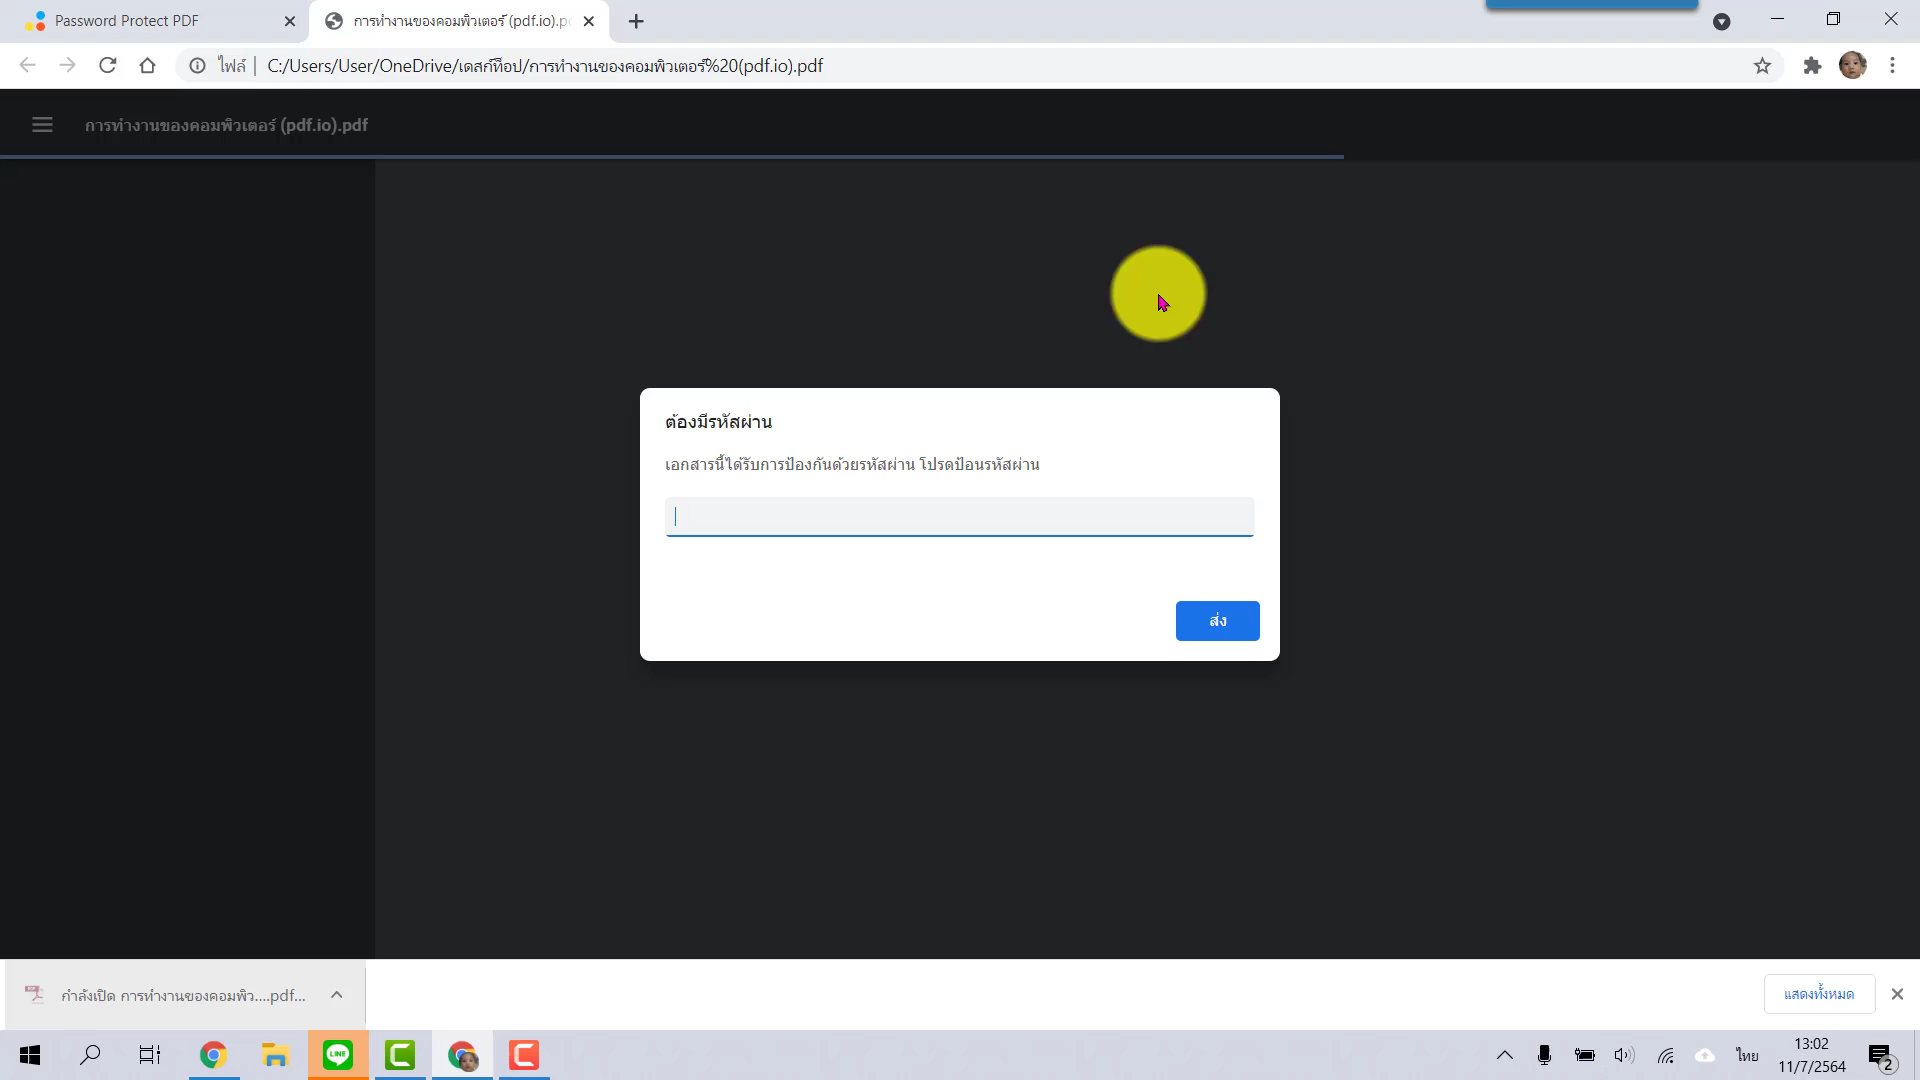 Password Protect PDF
การทำงานของคอมพิวเตอร์ (pdf.io).p
ไฟล์
C:/Users/User/OneDrive/เดสก์ท็อป/การทำงานของคอมพิวเตอร์%20(pdf.io).pdf
การทำงานของคอมพิวเตอร์ (pdf.io).pdf
ต้องมีรหัสผ่าน
เอกสารนี้ได้รับการป้องกันด้วยรหัสผ่าน โปรดป้อนรหัสผ่าน
ส่ง
กำลังเปิด การทำงานของคอมพิว....pdf...
แสดงทั้งหมด
LINE
ไทย
13:02
11/7/2564
2